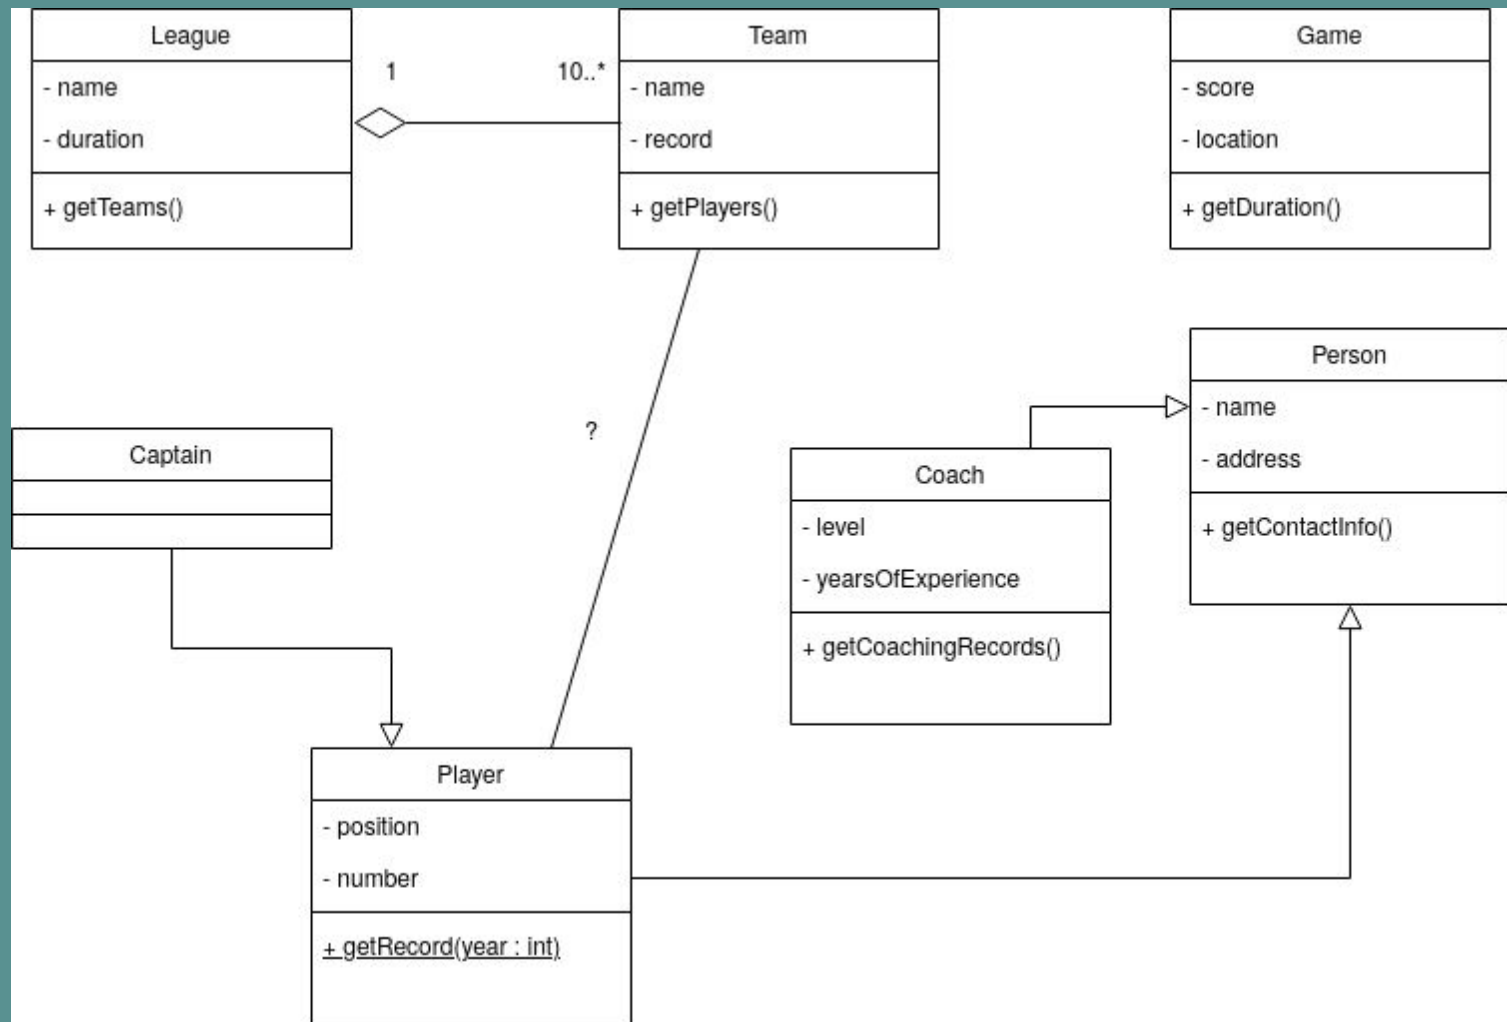 League
- name
- duration
+ getTeams()
1
10..*
Team
- name
- record
+ getPlayers()
Game
- score
- location
+ getDuration()
?
Captain
Coach
- level
- yearsOfExperience
+ getCoachingRecords()
Person
- name
- address
+ getContactInfo()
Player
- position
- number
+ getRecord(year : int)